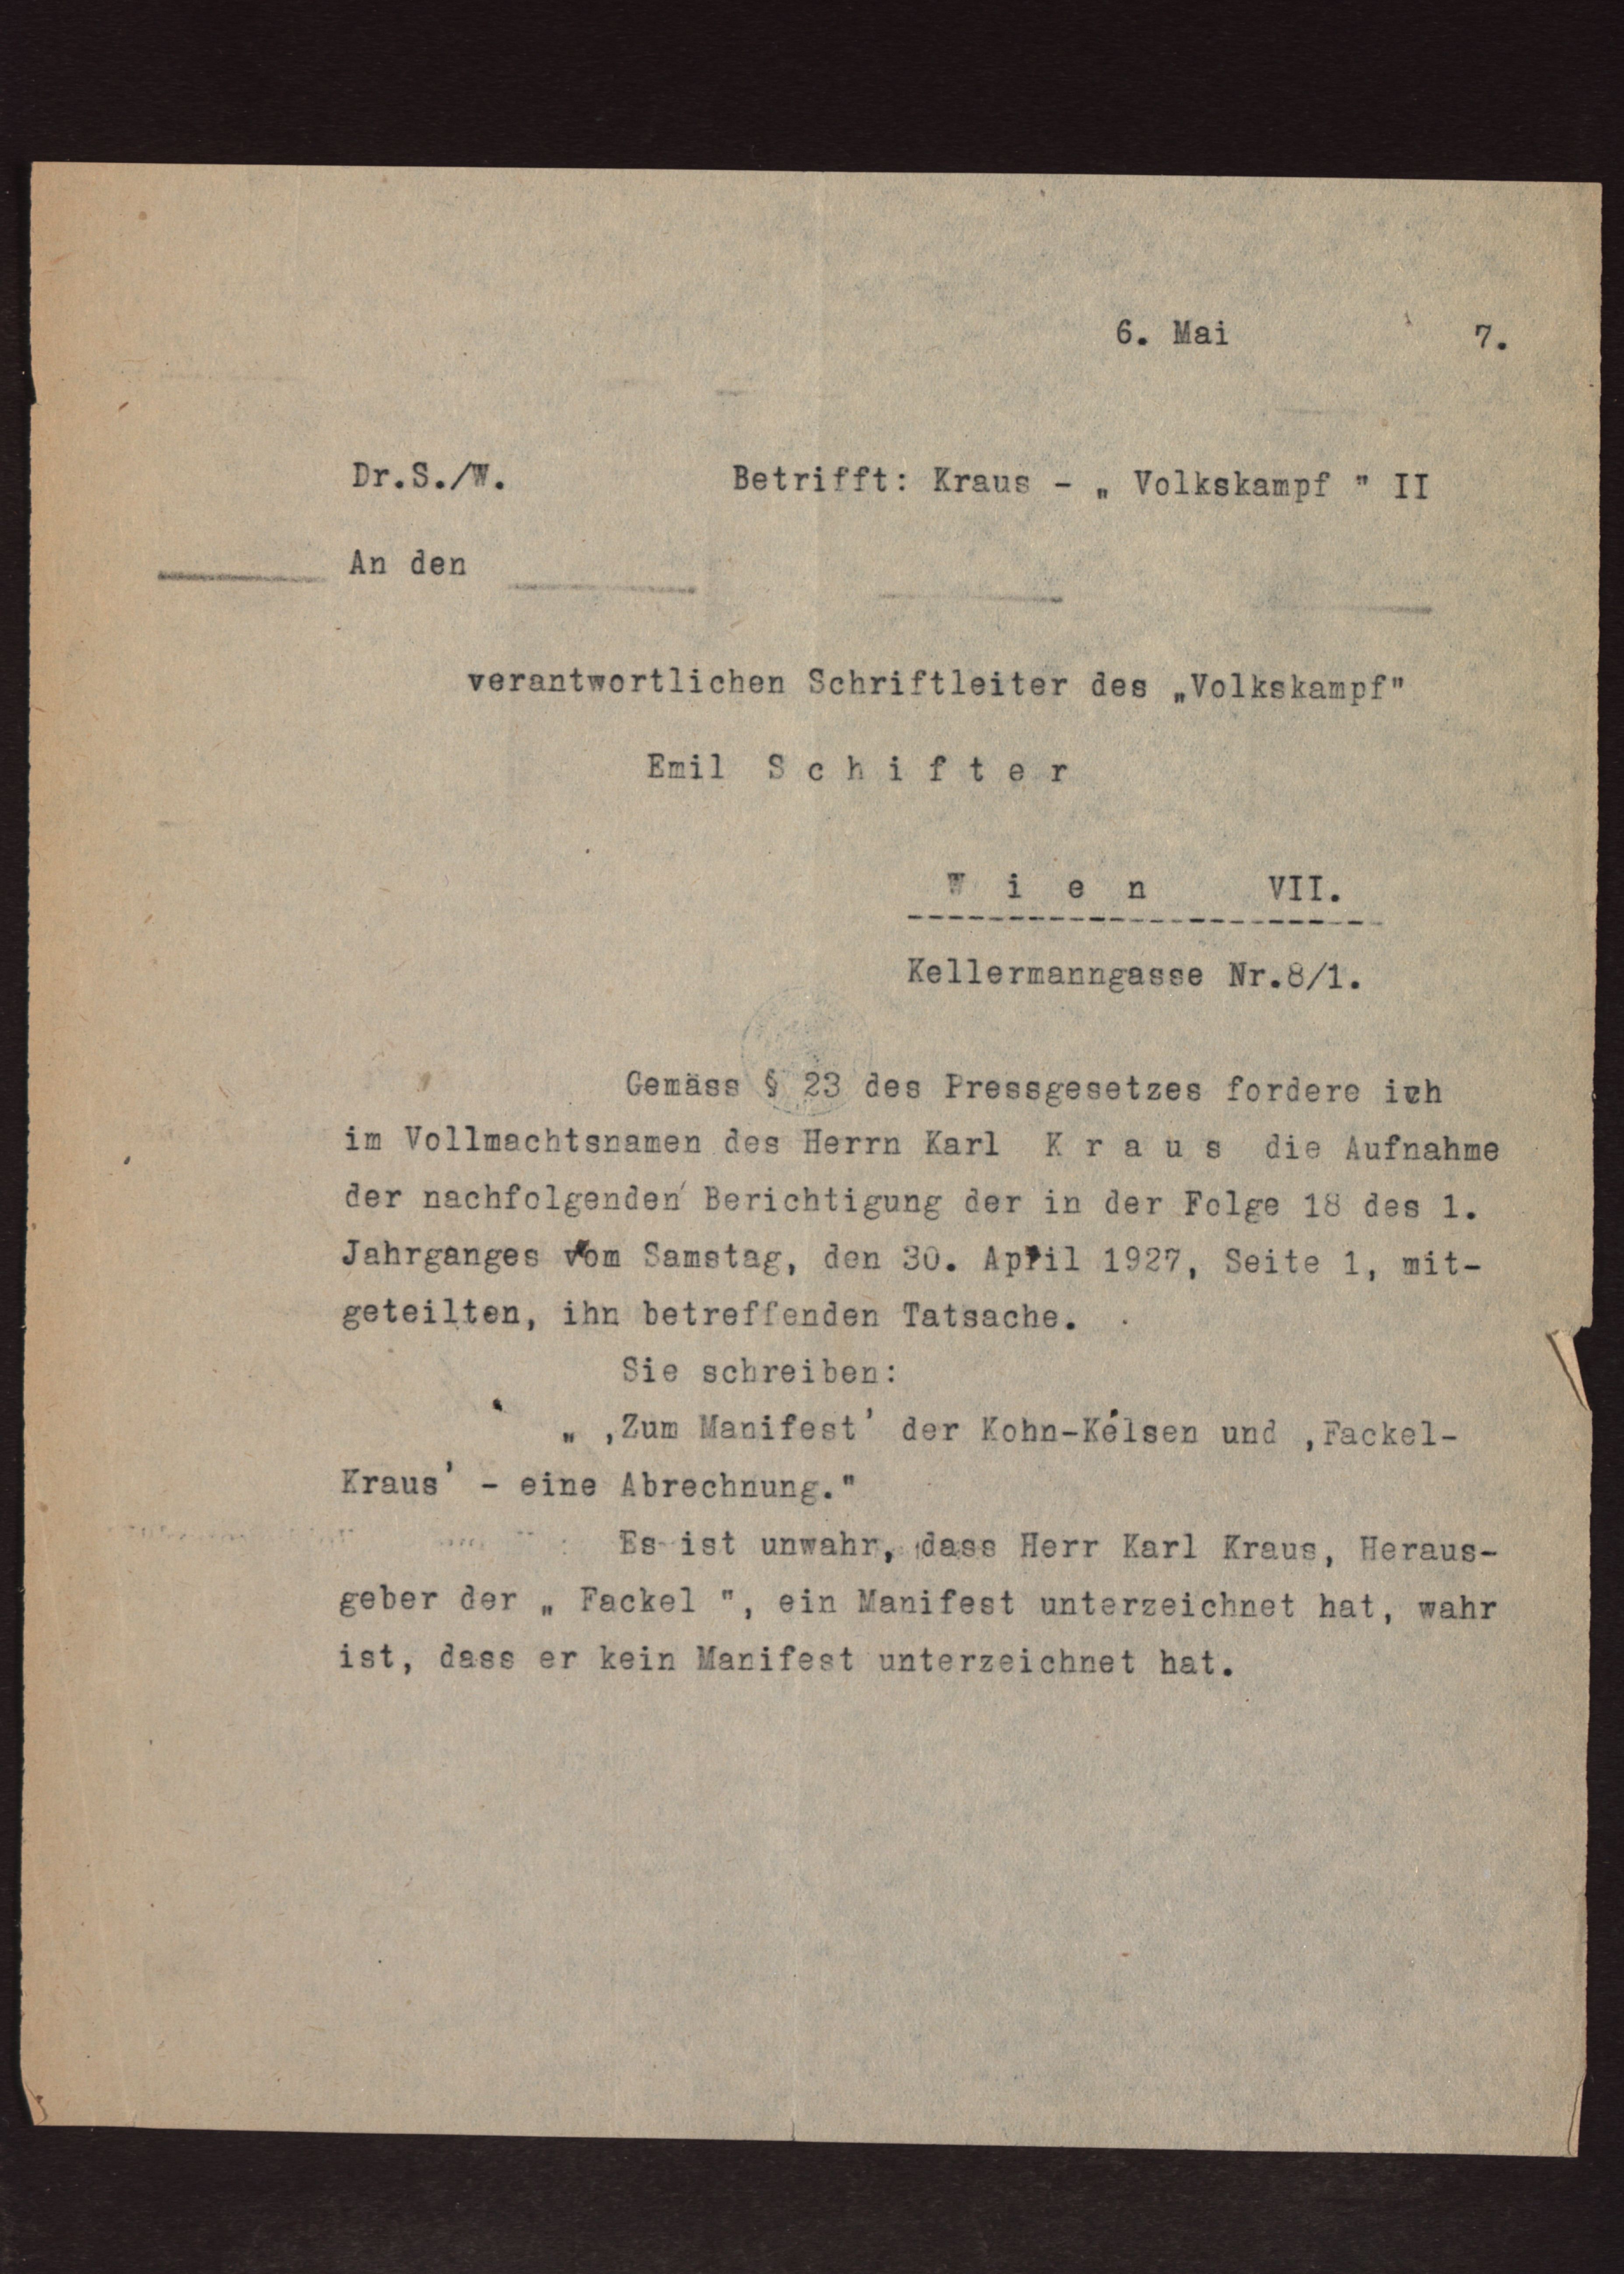 6. Mai 7.
Dr.S./W. Betrifft: Kraus - „ Volkskampf " II
An den
verantwortlichen Schriftleiter des „Volkskampf"
Emil S c h i f t e r
W i e n VII.
Kellermanngasse Nr.8/1.
Gemäss § 23 des Pressgesetzes fordere ich
im Vollmachtsnamen des Herrn Karl K r a u s die Aufnahme
der nachfolgenden Berichtigung der in der Folge 18 des 1.
Jahrganges vom Samstag, den 30. April 1927, Seite 1, mit-
geteilten, ihn betreffenden Tatsache.
Sie schreiben:
„ ‚Zum Manifest' der Kohn-Kelsen und ‚Fackel-
Kraus' - eine Abrechnung."
Es ist unwahr, dass Herr Karl Kraus, Heraus-
geber der „ Fackel ", ein Manifest unterzeichnet hat, wahr
ist, dass er kein Manifest unterzeichnet hat.